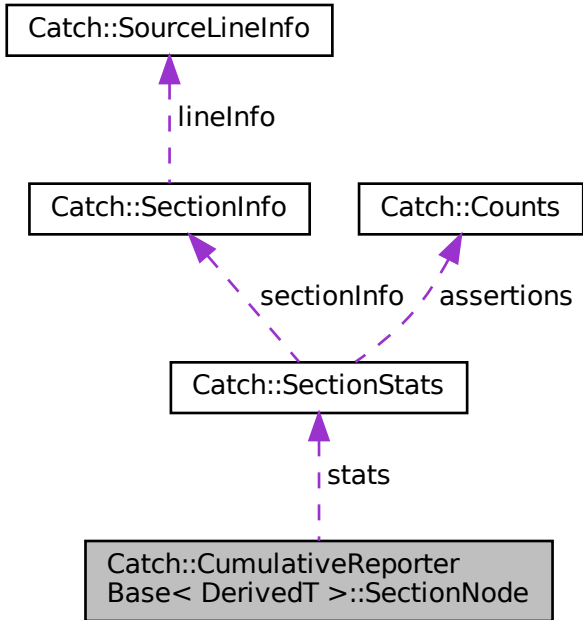 Catch::SourceLineInfo
lineInfo
Catch::SectionInfo
Catch::Counts
sectionInfo
assertions
Catch::SectionStats
stats
Catch::CumulativeReporter
Base< DerivedT >::SectionNode